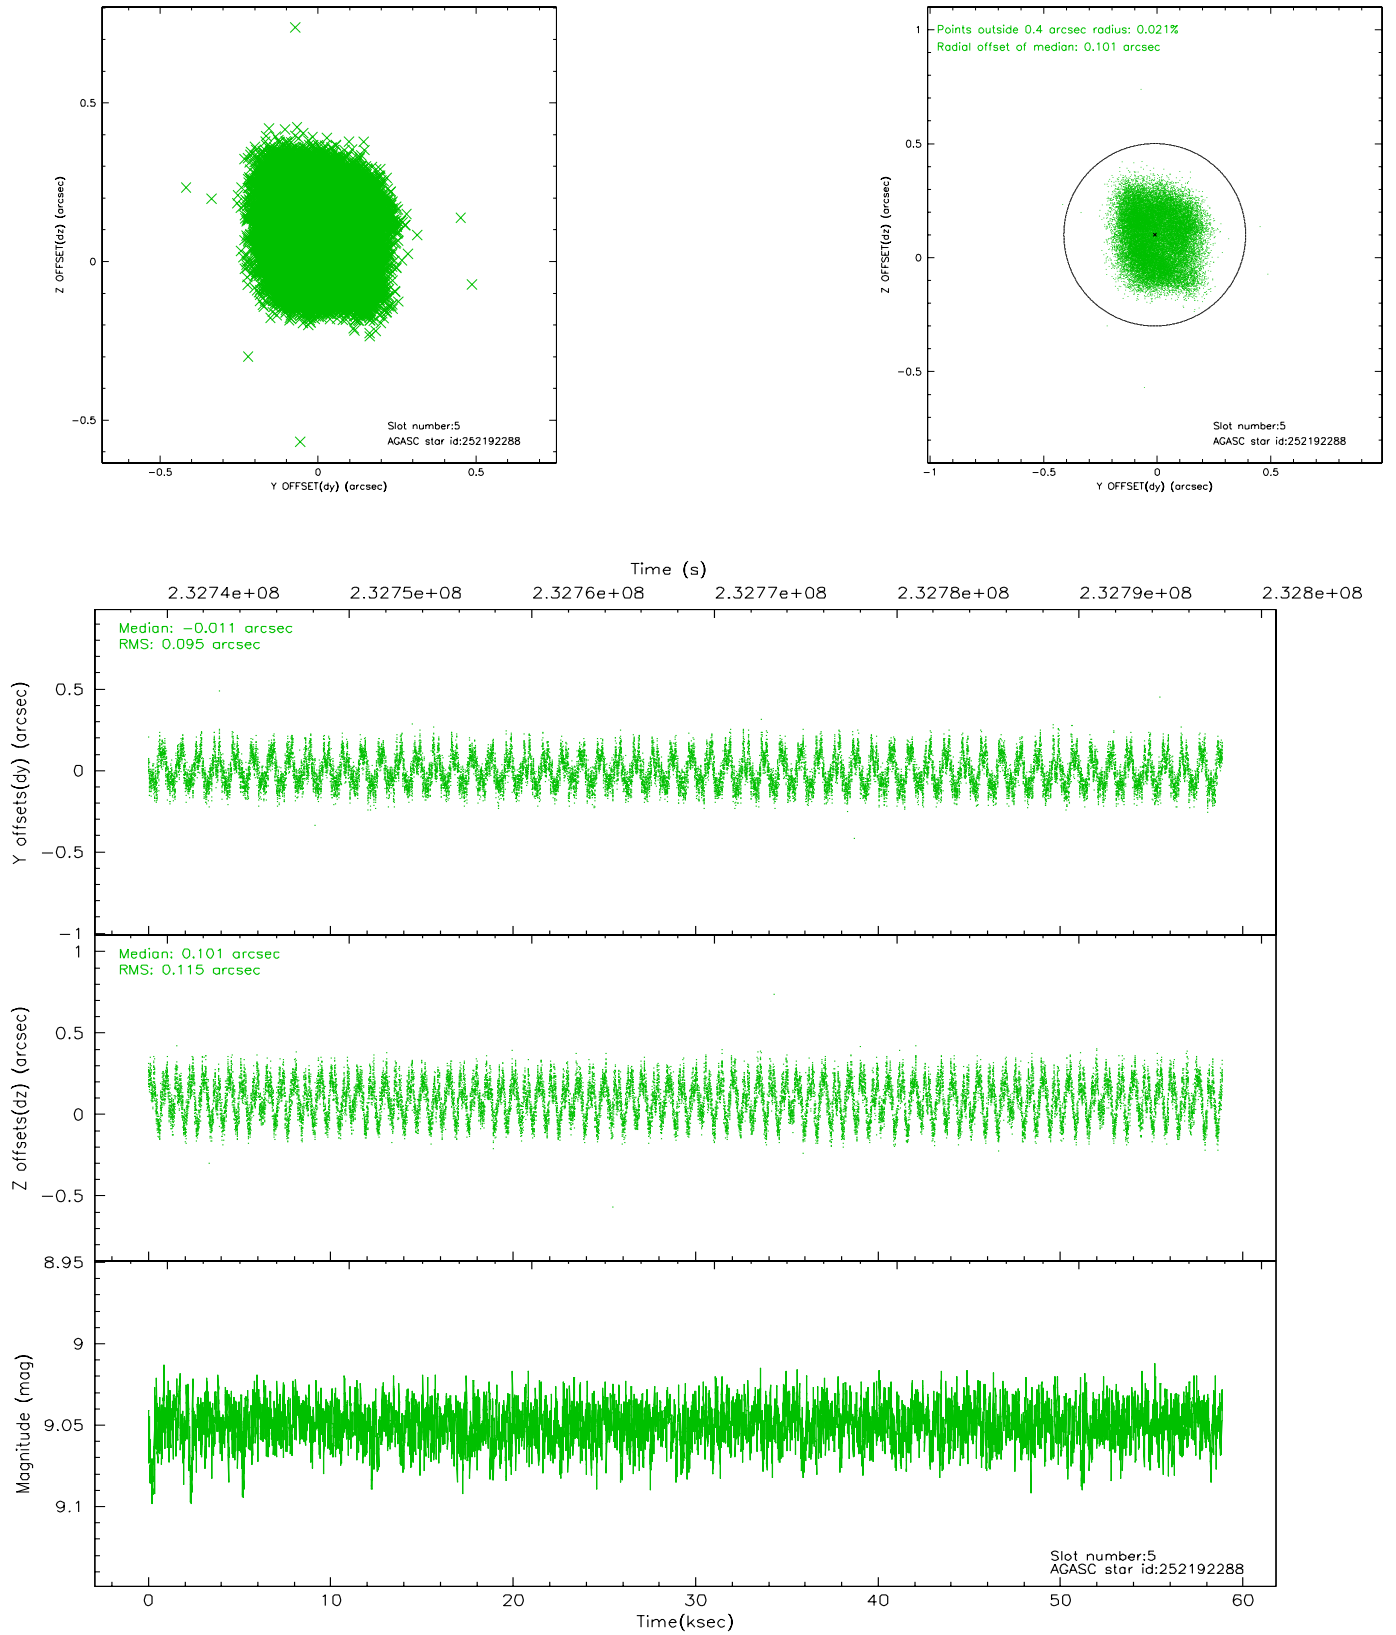 0.5
0
−0.5
Z OFFSET(dz) (arcsec)
Slot number:5
AGASC star id:252192288
−0.5
0
0.5
Y OFFSET(dy) (arcsec)
Points outside 0.4 arcsec radius: 0.021%
Radial offset of median: 0.101 arcsec
1
0.5
0
−0.5
Z OFFSET(dz) (arcsec)
Slot number:5
AGASC star id:252192288
−1
−0.5
0
0.5
Y OFFSET(dy) (arcsec)
Time (s)
2.3274e+08
2.3275e+08
2.3276e+08
2.3277e+08
2.3278e+08
2.3279e+08
2.328e+08
Median: −0.011 arcsec
RMS: 0.095 arcsec
0.5
0
−0.5
−1
Y offsets(dy) (arcsec)
Median: 0.101 arcsec
RMS: 0.115 arcsec
1
0.5
0
−0.5
Z offsets(dz) (arcsec)
8.95
9
9.05
9.1
Magnitude (mag)
Slot number:5
AGASC star id:252192288
0
10
20
30
40
50
60
Time(ksec)